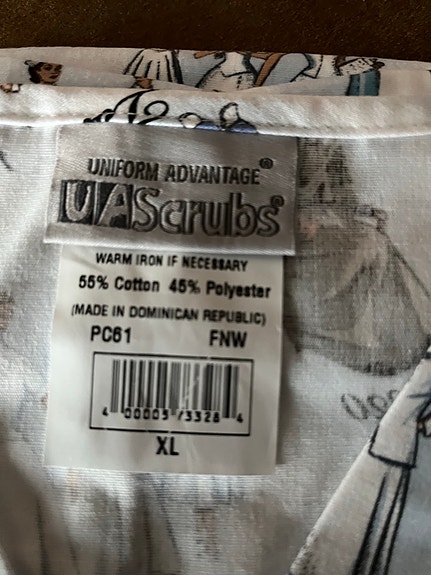 UNIFORM ADVANTAGE®
UAScrubs®
WARM IRON IF NECESSARY
55% Cotton 45% Polyester
(MADE IN DOMINICAN REPUBLIC)
PC61 FNW
4 00005 73328 4
XL